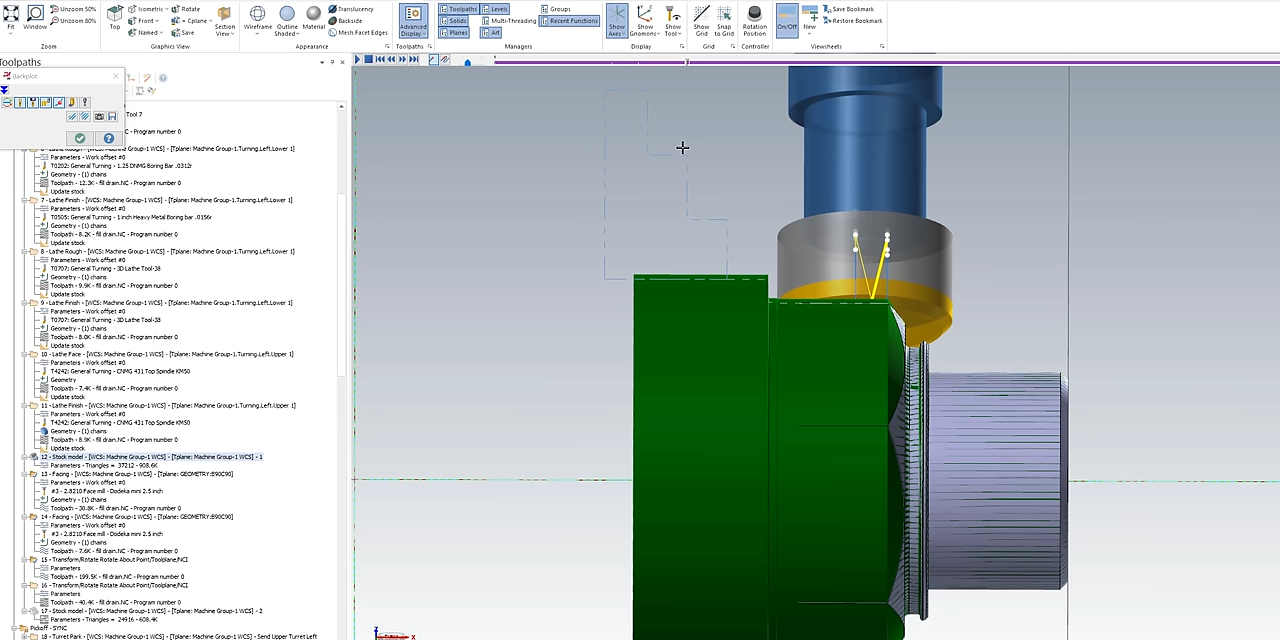 Unzoom 50%
Unzoom 80%
Fit
Window
Zoom
Top
Isometric
Front
Named
Rotate
= Cplane
Save
Section View
Graphics View
Wireframe
Outline Shaded
Material
Translucency
Backside
Mesh Facet Edges
Appearance
Advanced Display
Toolpaths
Toolpaths
Solids
Planes
Levels
Multi-Threading
Art
Groups
Recent Functions
Managers
Show Axes
Show Gnomons
Show Tool
Display
Show Grid
Snap to Grid
Grid
Rotation Position
Controller
On/Off
New
Save Bookmark
Restore Bookmark
Viewsheets
Toolpaths
Backplot
Tool 7
.NC - Program number 0
6 - Lathe Rough - [WCS: Machine Group-1 WCS] - [Tplane: Machine Group-1.Turning.Left.Lower 1]
Parameters - Work offset #0
T0202: General Turning - 1.25 DNMG Boring Bar .0312r
Geometry - (1) chains
Toolpath - 12.3K - fill drain.NC - Program number 0
Update stock
7 - Lathe Finish - [WCS: Machine Group-1 WCS] - [Tplane: Machine Group-1.Turning.Left.Lower 1]
Parameters - Work offset #0
T0505: General Turning - 1 inch Heavy Metal Boring bar .0156r
Geometry - (1) chains
Toolpath - 8.2K - fill drain.NC - Program number 0
Update stock
8 - Lathe Rough - [WCS: Machine Group-1 WCS] - [Tplane: Machine Group-1.Turning.Left.Lower 1]
Parameters - Work offset #0
T0707: General Turning - 3D Lathe Tool-38
Geometry - (1) chains
Toolpath - 9.9K - fill drain.NC - Program number 0
Update stock
9 - Lathe Finish - [WCS: Machine Group-1 WCS] - [Tplane: Machine Group-1.Turning.Left.Lower 1]
Parameters - Work offset #0
T0707: General Turning - 3D Lathe Tool-38
Geometry - (1) chains
Toolpath - 8.0K - fill drain.NC - Program number 0
Update stock
10 - Lathe Face - [WCS: Machine Group-1 WCS] - [Tplane: Machine Group-1.Turning.Left.Upper 1]
Parameters - Work offset #0
T4242: General Turning - CNMG 431 Top Spindle KM50
Geometry
Toolpath - 7.4K - fill drain.NC - Program number 0
Update stock
11 - Lathe Finish - [WCS: Machine Group-1 WCS] - [Tplane: Machine Group-1.Turning.Left.Upper 1]
Parameters - Work offset #0
T4242: General Turning - CNMG 431 Top Spindle KM50
Geometry - (1) chains
Toolpath - 8.9K - fill drain.NC - Program number 0
Update stock
12 - Stock model - [WCS: Machine Group-1 WCS] - [Tplane: Machine Group-1 WCS] - 1
Parameters - Triangles = 37212 - 908.6K
13 - Facing - [WCS: Machine Group-1 WCS] - [Tplane: GEOMETRY:B90C90]
Parameters - Work offset #0
#3 - 2.8210 Face mill - Dodeka mini 2.5 inch
Geometry - (1) chains
Toolpath - 30.8K - fill drain.NC - Program number 0
14 - Facing - [WCS: Machine Group-1 WCS] - [Tplane: GEOMETRY:B90C90]
Parameters - Work offset #0
#3 - 2.8210 Face mill - Dodeka mini 2.5 inch
Geometry - (1) chains
Toolpath - 7.6K - fill drain.NC - Program number 0
15 - Transform/Rotate Rotate About Point/Toolplane/NCI
Parameters
Toolpath - 199.5K - fill drain.NC - Program number 0
16 - Transform/Rotate Rotate About Point/Toolplane/NCI
Parameters
Toolpath - 40.4K - fill drain.NC - Program number 0
17 - Stock model - [WCS: Machine Group-1 WCS] - [Tplane: Machine Group-1 WCS] - 2
Parameters - Triangles = 24916 - 608.4K
Pickoff - SYNC
18 - Turret Park - [WCS: Machine Group-1 WCS] - Send Upper Turret Left
Z
X